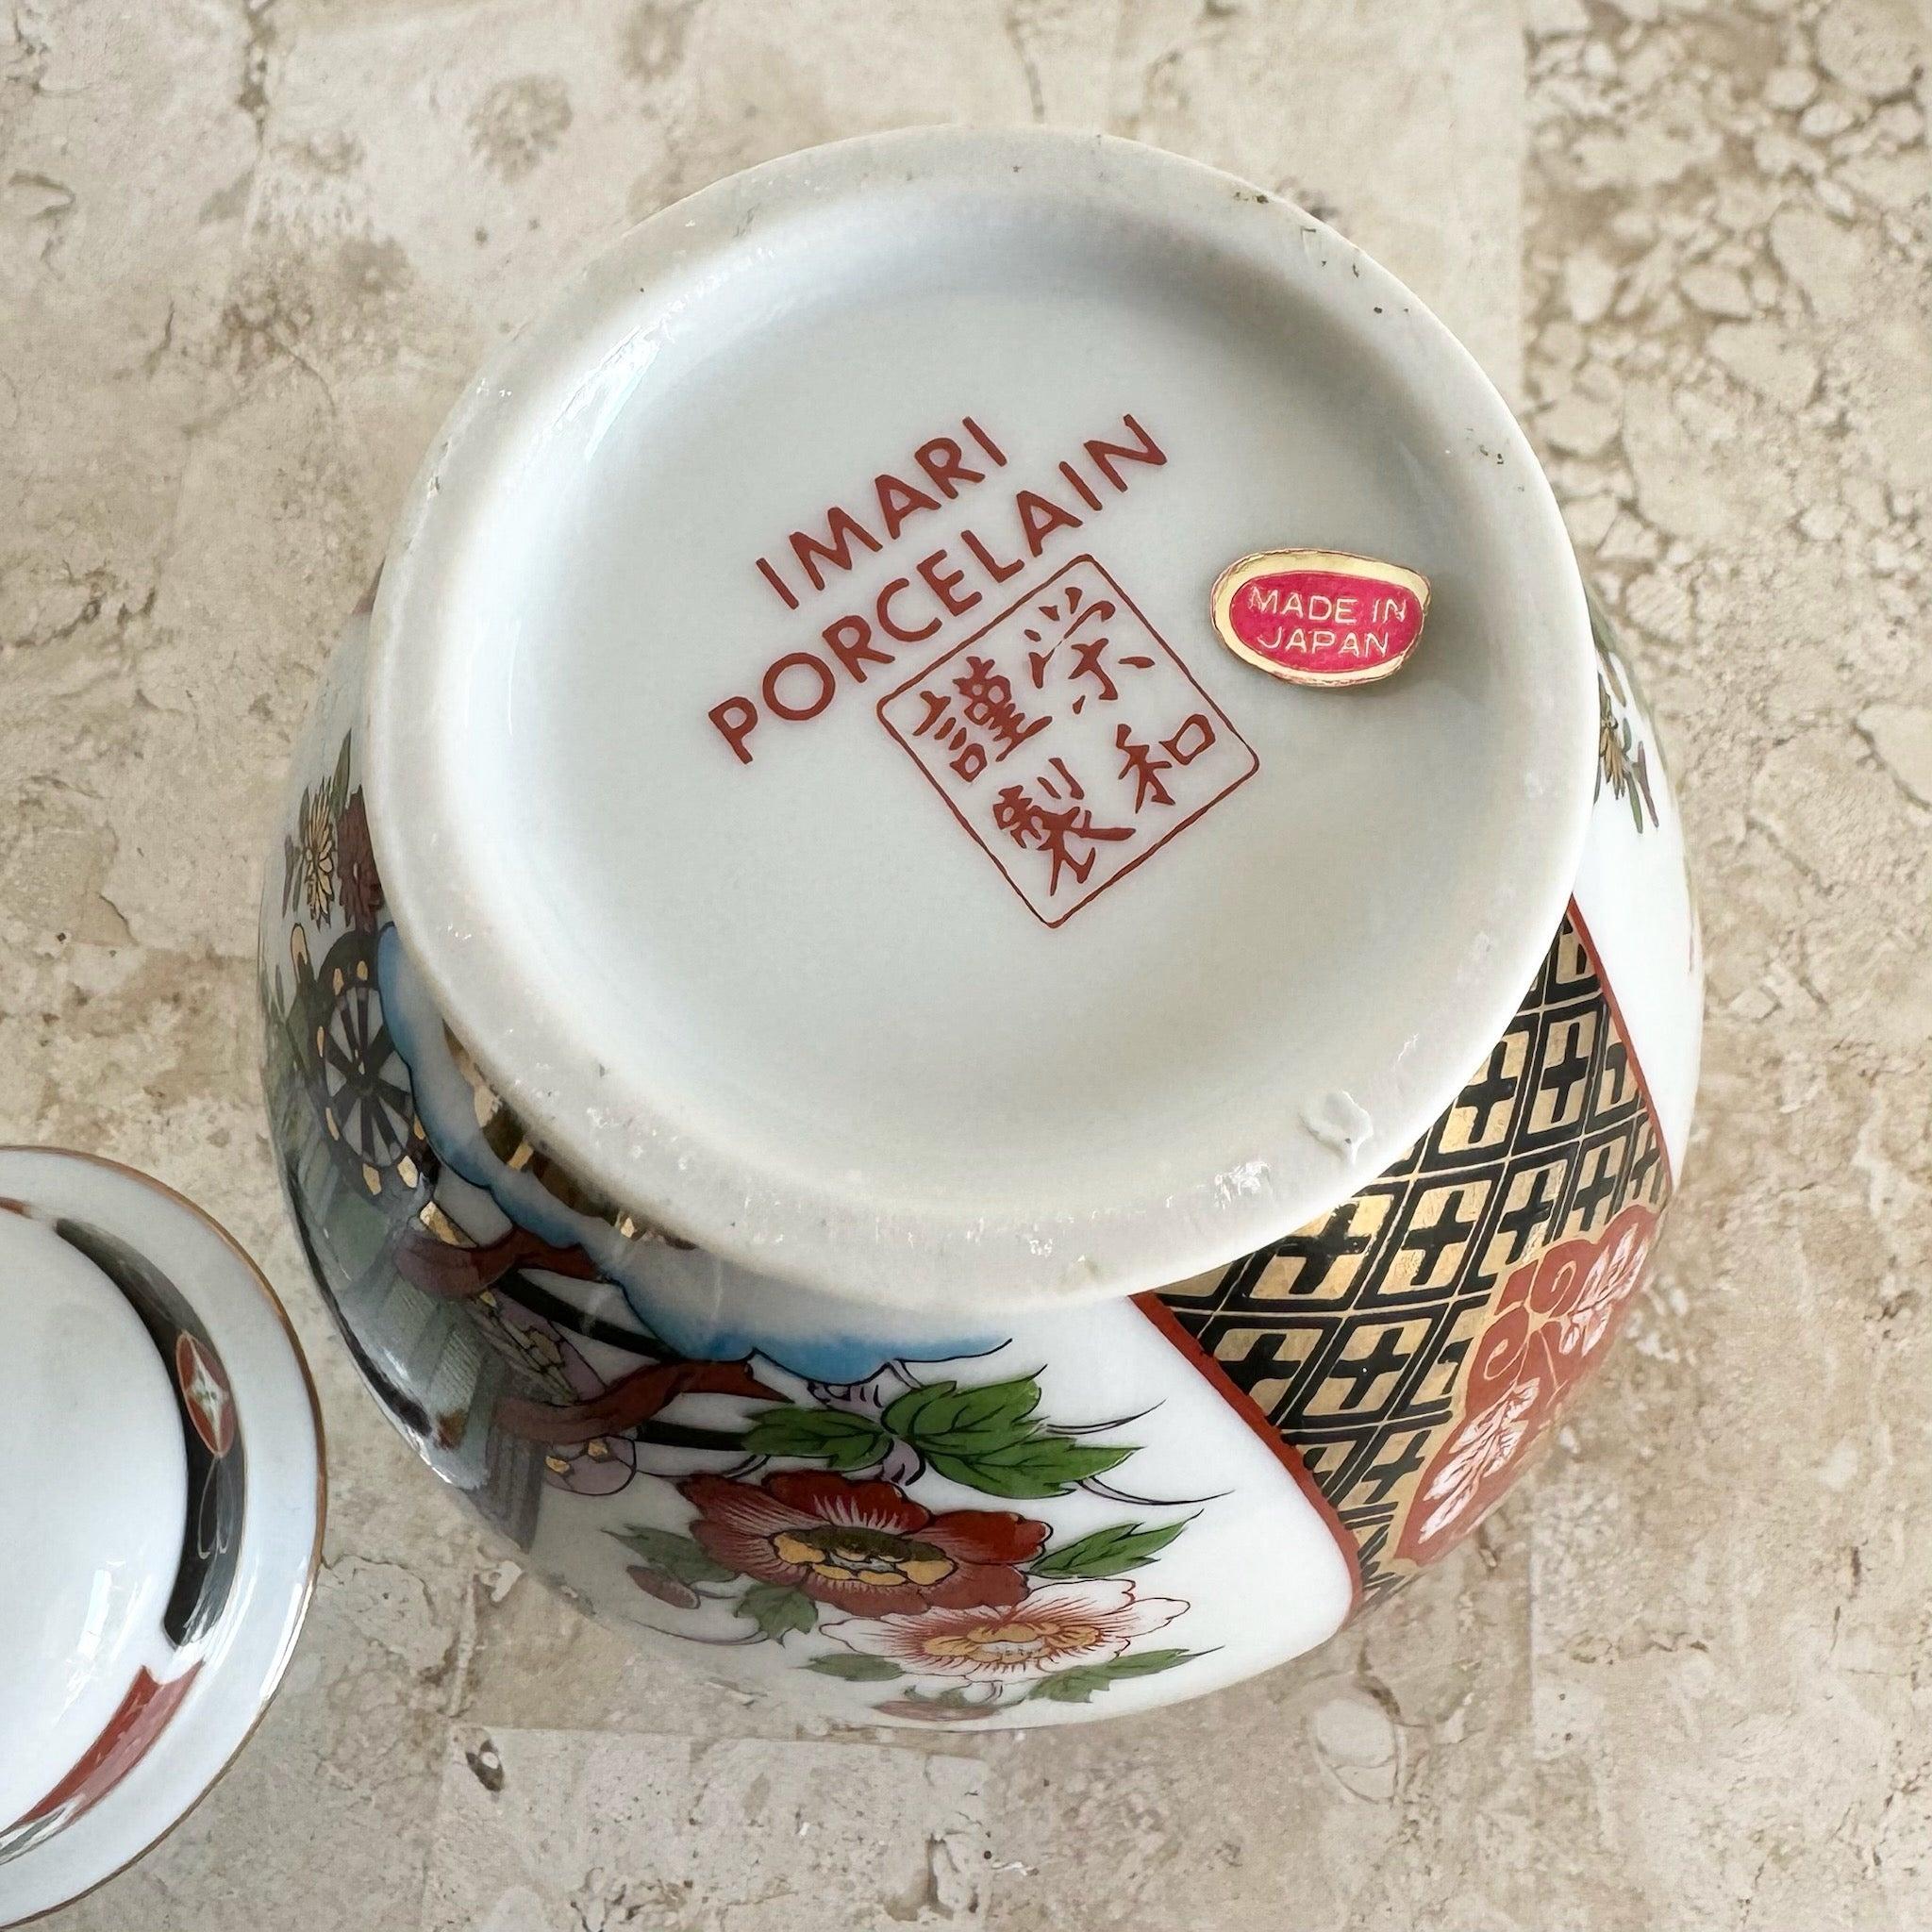 IMARI
PORCELAIN
栄和
謹製
MADE IN
JAPAN